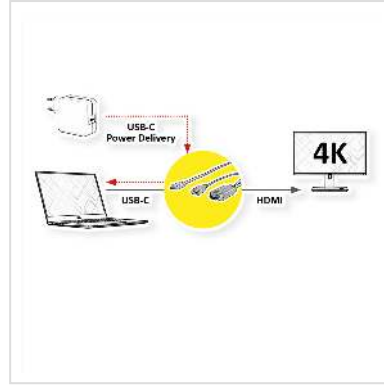 USB-C
Power Delivery
4K
USB-C
HDMI